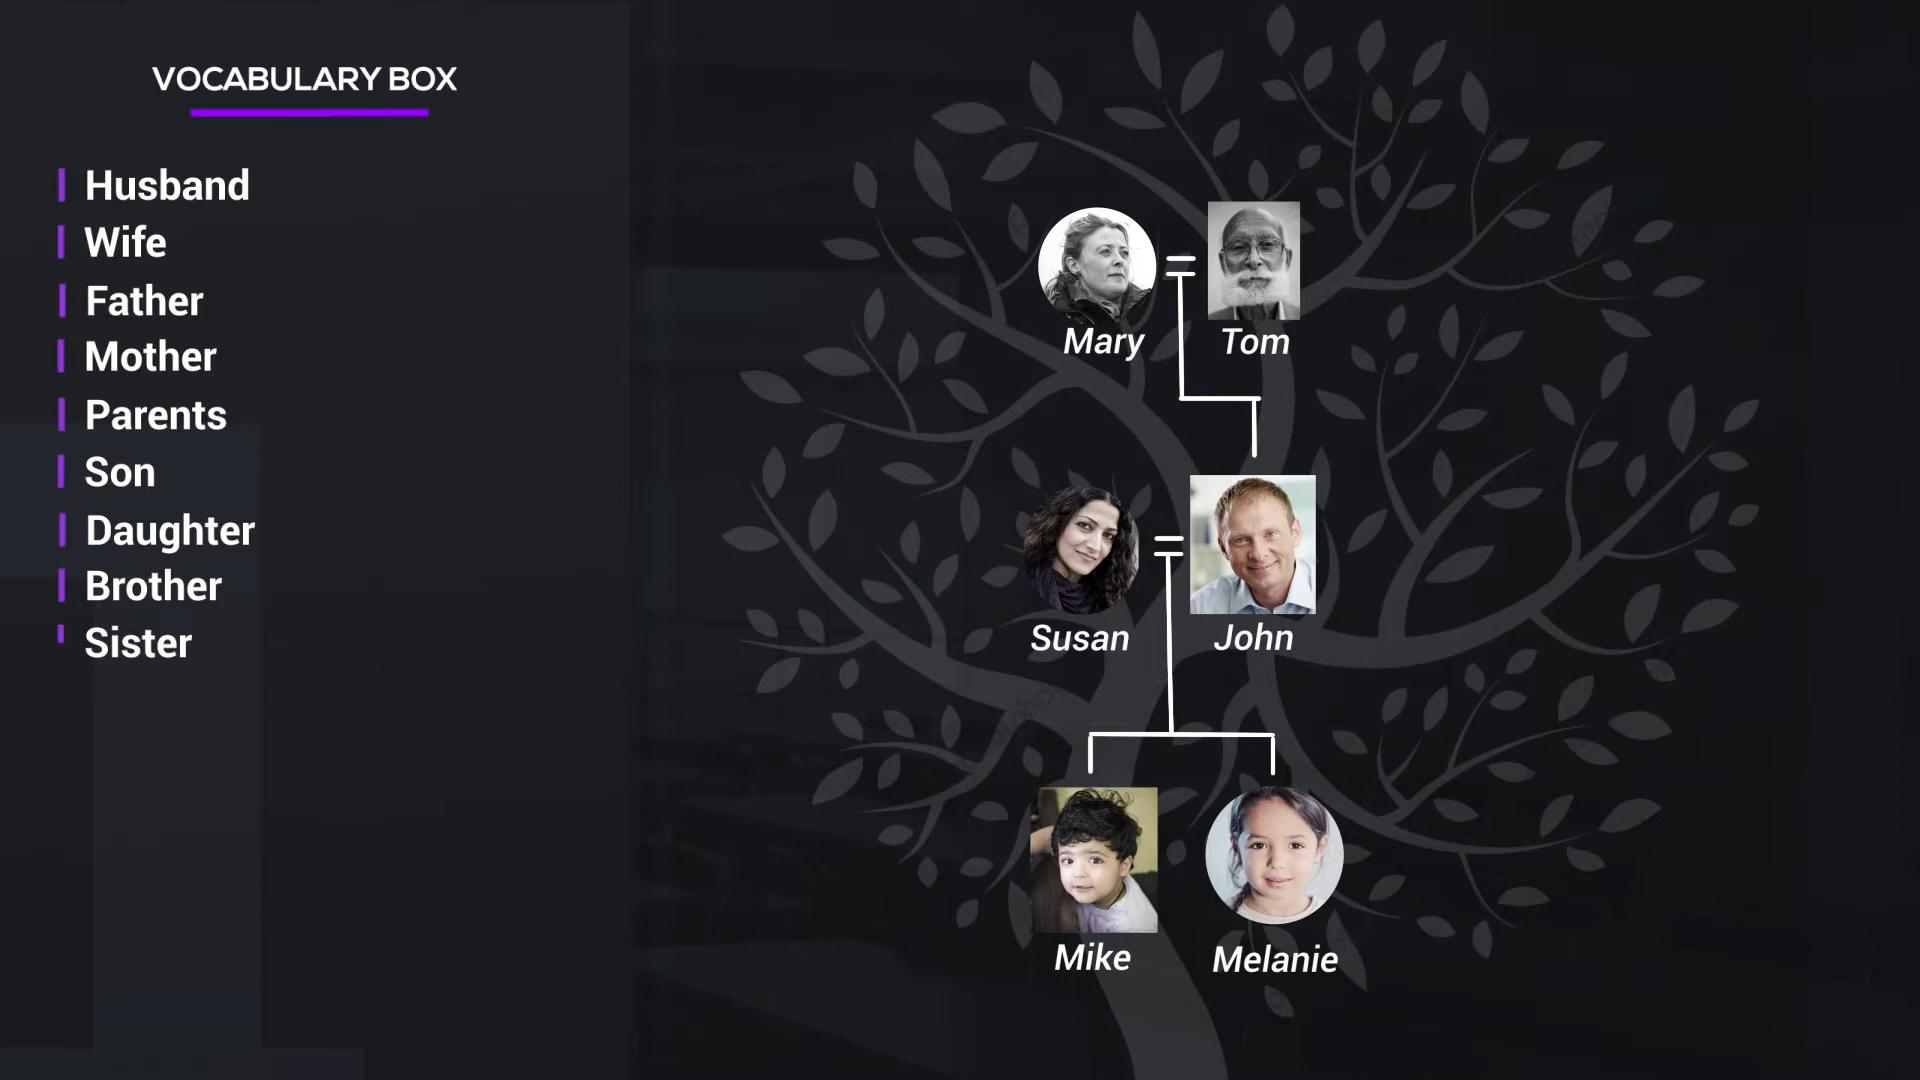 VOCABULARY BOX
Husband
Wife
Father
Mother
Parents
Son
Daughter
Brother
Sister
Mary
Tom
Susan
John
Mike
Melanie